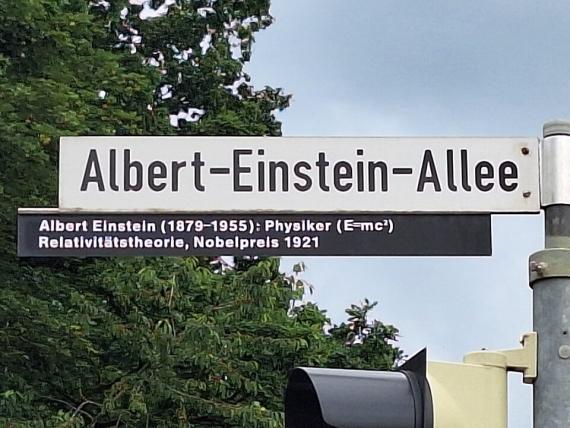 Albert-Einstein-Allee
Albert Einstein (1879-1955): Physiker (E=mc²)
Relativitätstheorie, Nobelpreis 1921